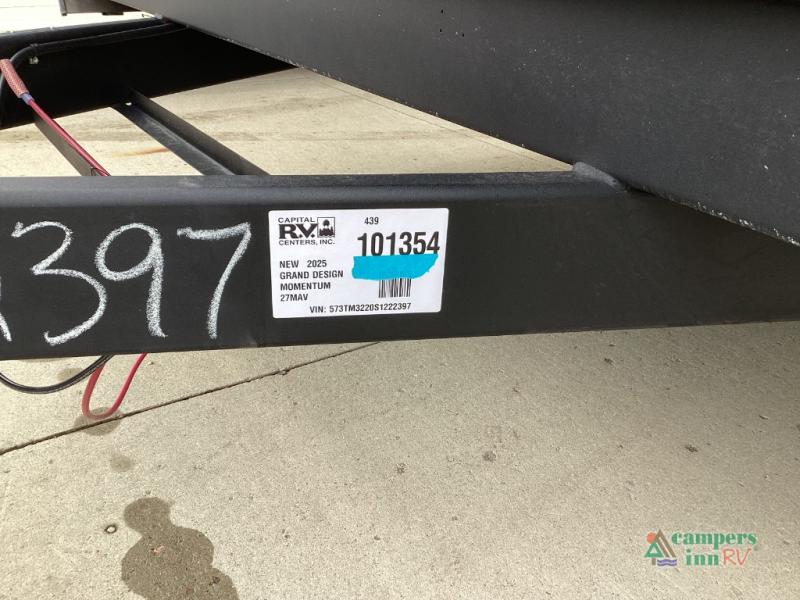 397
CAPITAL
R.V.
CENTERS, INC.
439
101354
NEW 2025
GRAND DESIGN
MOMENTUM
27MAV
VIN: 573TM3220S1222397
campers
inn RV